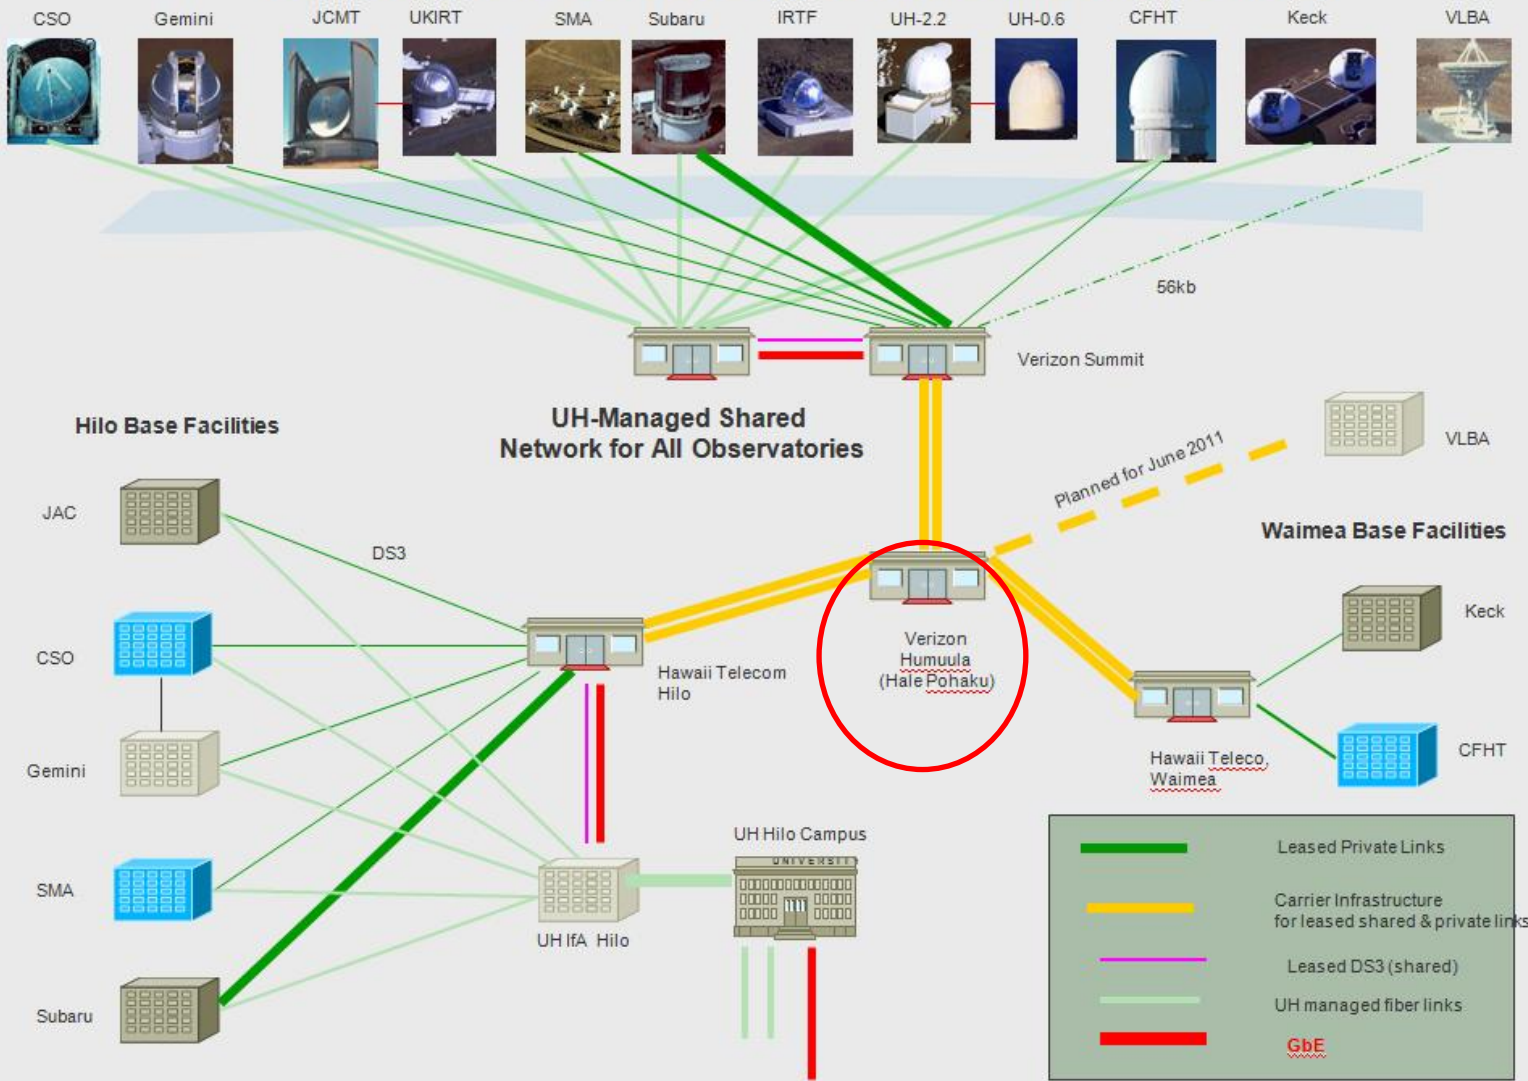 CSO
Gemini
JCMT
UKIRT
SMA
Subaru
IRTF
UH-2.2
UH-0.6
CFHT
Keck
VLBA
56kb
Verizon Summit
UH-Managed Shared
Network for All Observatories
Hilo Base Facilities
VLBA
Planned for June 2011
Waimea Base Facilities
JAC
DS3
CSO
Gemini
SMA
Subaru
Hawaii Telecom
Hilo
Verizon
Humuula
(Hale Pohaku)
Keck
CFHT
Hawaii Teleco,
Waimea
UH Hilo Campus
UNIVERSITY
UH IfA Hilo
Leased Private Links
Carrier Infrastructure
for leased shared & private links
Leased DS3 (shared)
UH managed fiber links
GbE